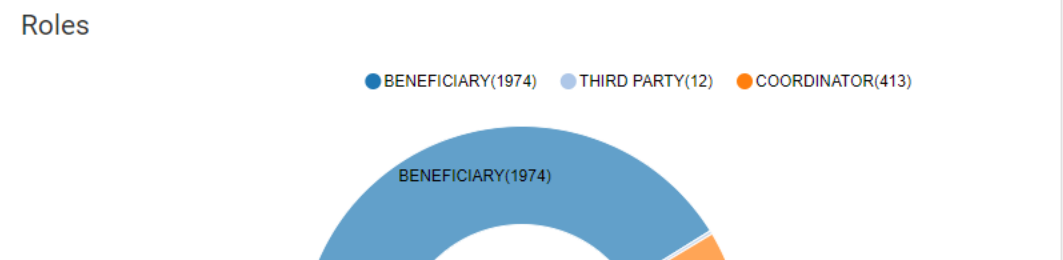 Roles
BENEFICIARY(1974) THIRD PARTY(12) COORDINATOR(413)
BENEFICIARY(1974)